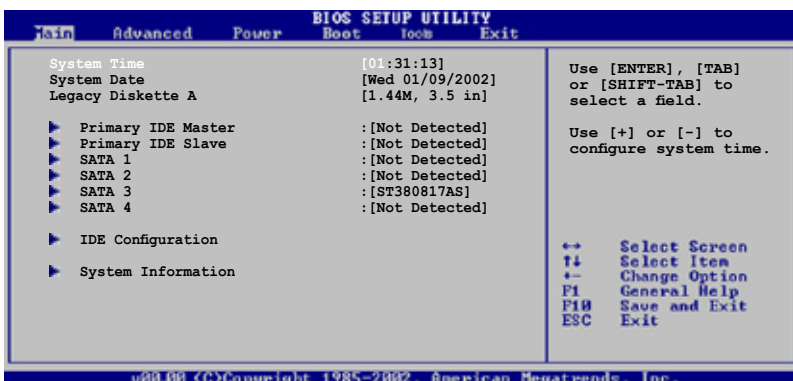 BIOS SETUP UTILITY
Main Advanced Power Boot Tools Exit
System Time [01:31:13]
System Date [Wed 01/09/2002]
Legacy Diskette A [1.44M, 3.5 in]
Primary IDE Master :[Not Detected]
Primary IDE Slave :[Not Detected]
SATA 1 :[Not Detected]
SATA 2 :[Not Detected]
SATA 3 :[ST380817AS]
SATA 4 :[Not Detected]
IDE Configuration
System Information
Use [ENTER], [TAB]
or [SHIFT-TAB] to
select a field.
Use [+] or [-] to
configure system time.
↔ Select Screen
↑↓ Select Item
+- Change Option
F1 General Help
F10 Save and Exit
ESC Exit
v00.00 (C)Copyright 1985-2002, American Megatrends, Inc.